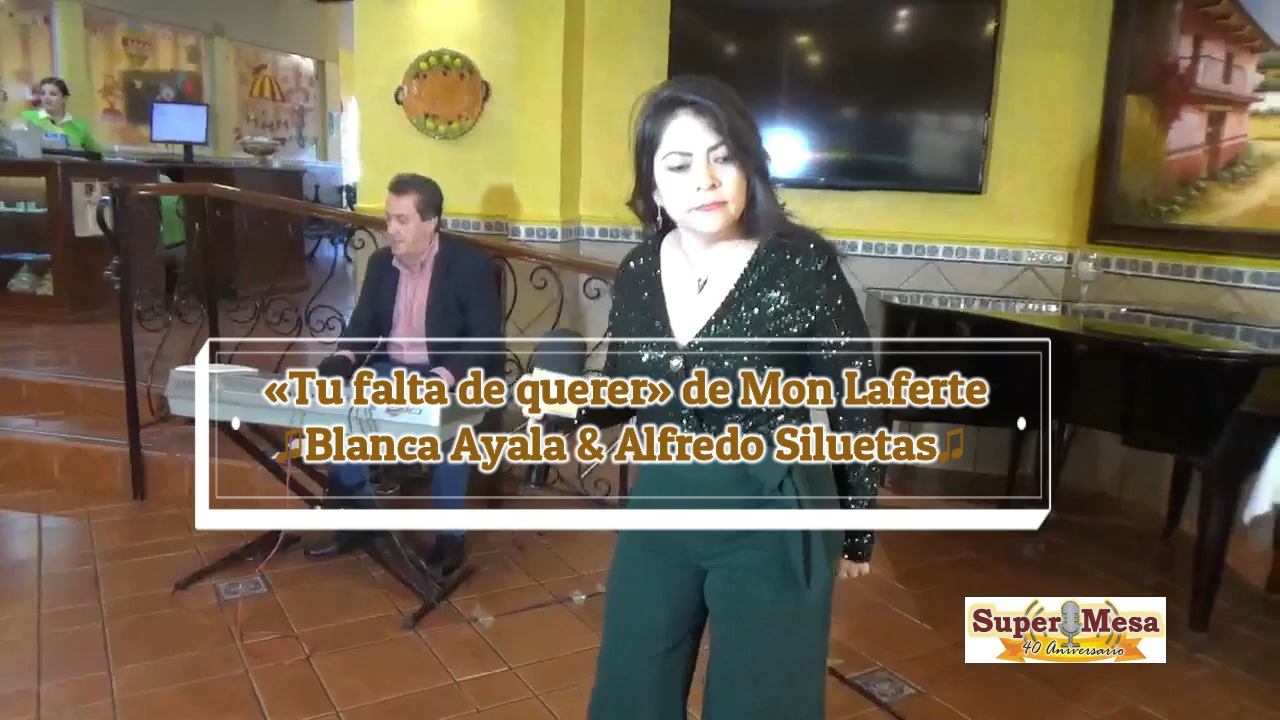 «Tu falta de querer» de Mon Laferte
♫Blanca Ayala & Alfredo Siluetas♫
Super Mesa
40 Aniversario